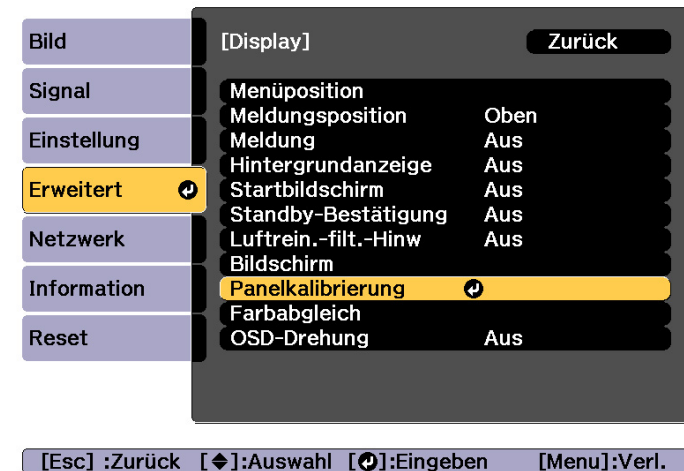 Bild
Signal
Einstellung
Erweitert
Netzwerk
Information
Reset
[Display] Zurück
Menüposition
Meldungsposition Oben
Meldung Aus
Hintergrundanzeige Aus
Startbildschirm Aus
Standby-Bestätigung Aus
Luftrein.-filt.-Hinw Aus
Bildschirm
Panelkalibrierung
Farbabgleich
OSD-Drehung Aus
[Esc] :Zurück [ ]:Auswahl [ ]:Eingeben [Menu]:Verl.